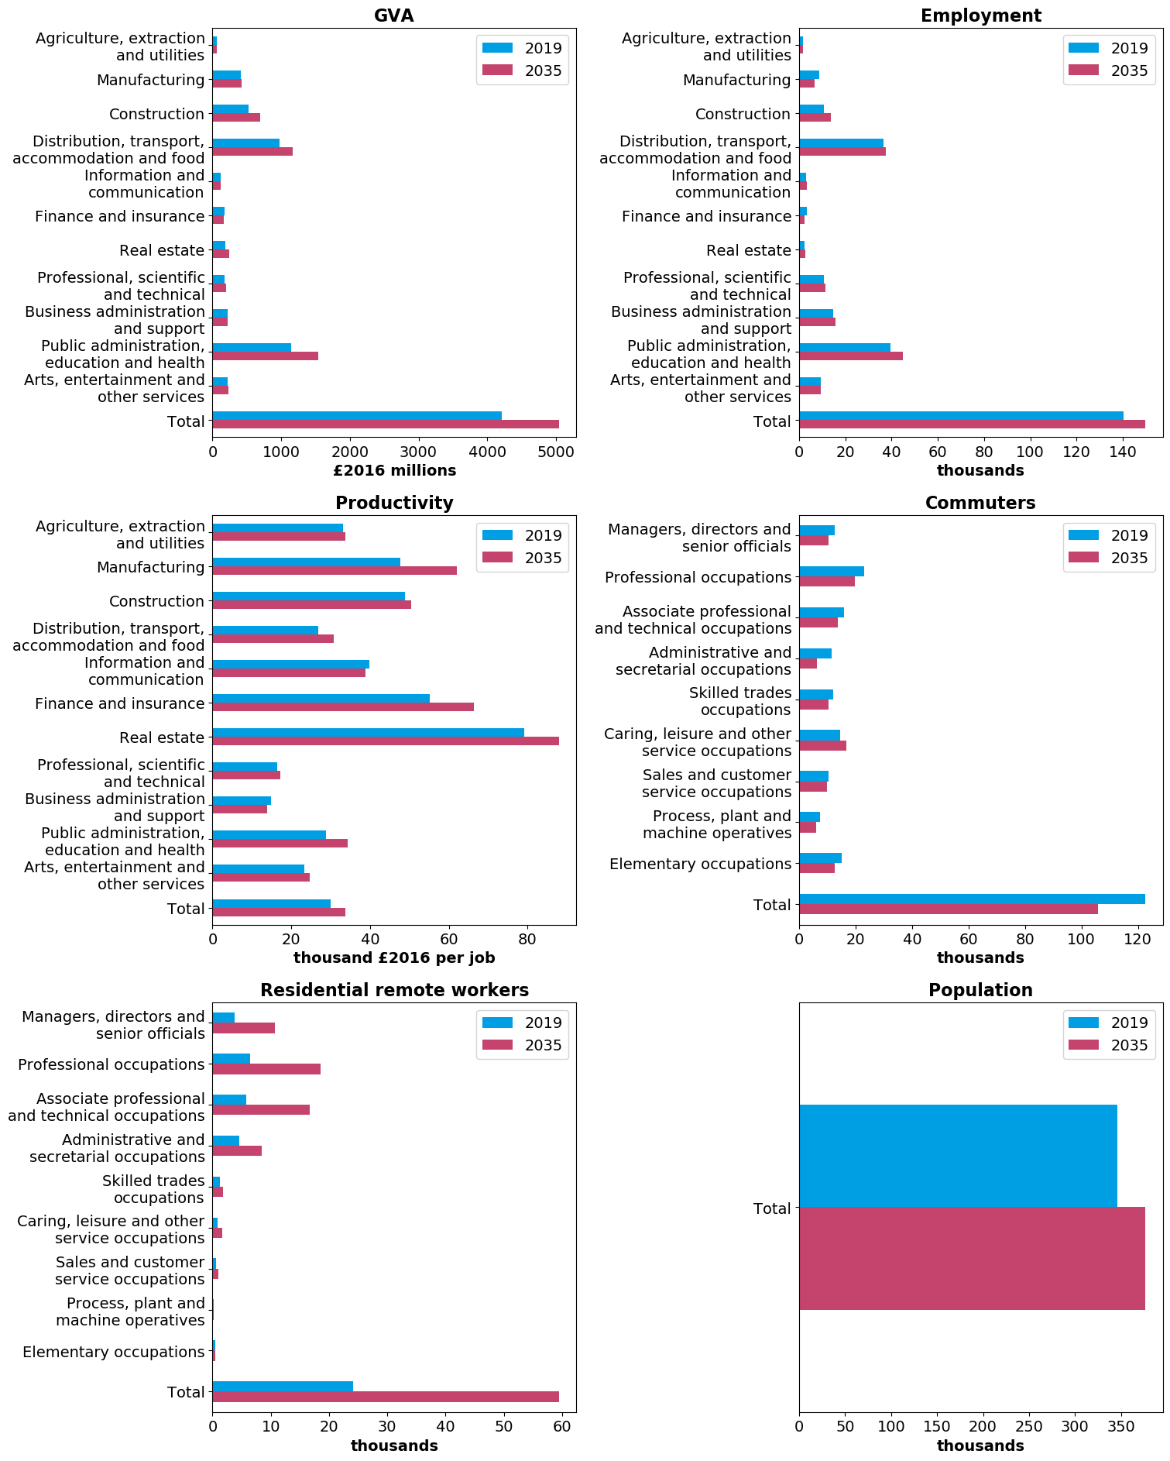 GVA
Agriculture, extraction
and utilities
Manufacturing
Construction
Distribution, transport,
accommodation and food
Information and
communication
Finance and insurance
Real estate
Professional, scientific
and technical
Business administration
and support
Public administration,
education and health
Arts, entertainment and
other services
Total
2019
2035
0 1000 2000 3000 4000 5000
£2016 millions
Employment
Agriculture, extraction
and utilities
Manufacturing
Construction
Distribution, transport,
accommodation and food
Information and
communication
Finance and insurance
Real estate
Professional, scientific
and technical
Business administration
and support
Public administration,
education and health
Arts, entertainment and
other services
Total
2019
2035
0 20 40 60 80 100 120 140
thousands
Productivity
Agriculture, extraction
and utilities
Manufacturing
Construction
Distribution, transport,
accommodation and food
Information and
communication
Finance and insurance
Real estate
Professional, scientific
and technical
Business administration
and support
Public administration,
education and health
Arts, entertainment and
other services
Total
2019
2035
0 20 40 60 80
thousand £2016 per job
Commuters
Managers, directors and
senior officials
Professional occupations
Associate professional
and technical occupations
Administrative and
secretarial occupations
Skilled trades
occupations
Caring, leisure and other
service occupations
Sales and customer
service occupations
Process, plant and
machine operatives
Elementary occupations
Total
2019
2035
0 20 40 60 80 100 120
thousands
Residential remote workers
Managers, directors and
senior officials
Professional occupations
Associate professional
and technical occupations
Administrative and
secretarial occupations
Skilled trades
occupations
Caring, leisure and other
service occupations
Sales and customer
service occupations
Process, plant and
machine operatives
Elementary occupations
Total
2019
2035
0 10 20 30 40 50 60
thousands
Population
Total
2019
2035
0 50 100 150 200 250 300 350
thousands